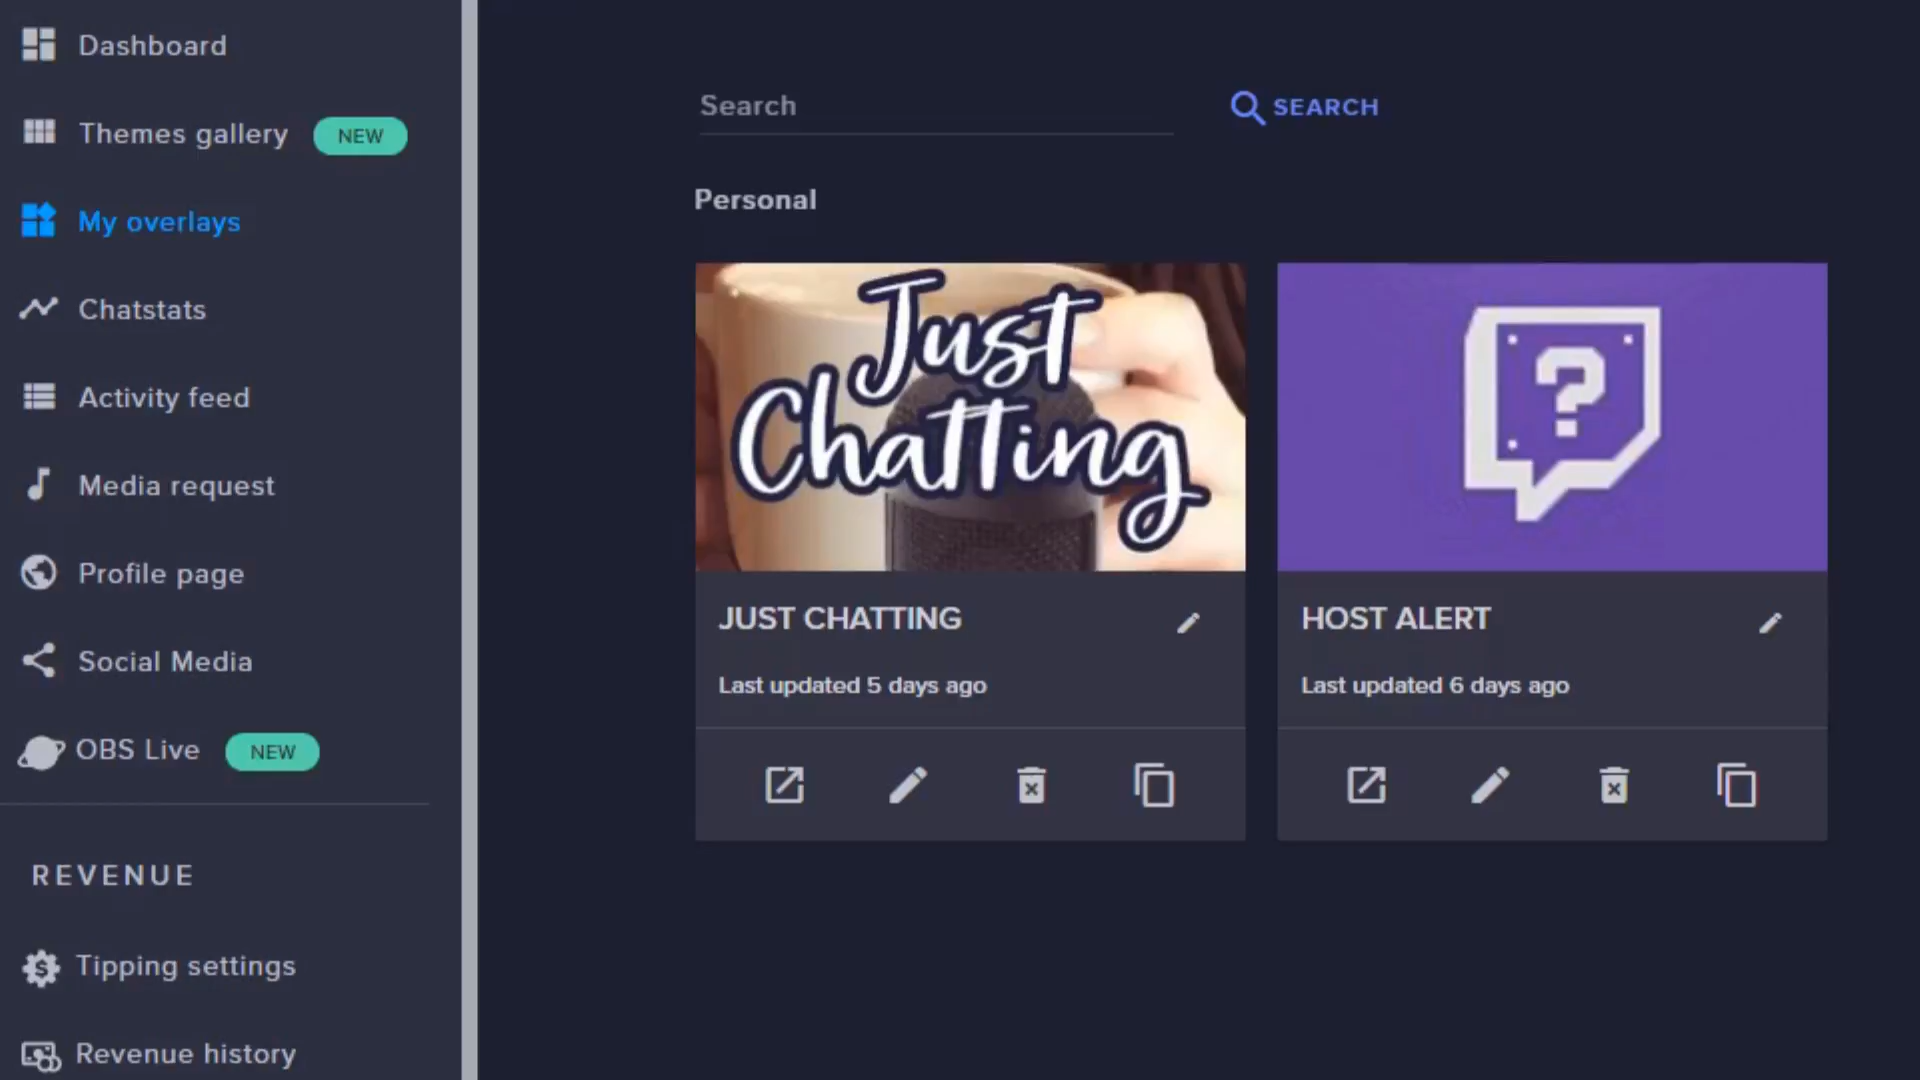 Dashboard
Themes gallery NEW
My overlays
Chatstats
Activity feed
Media request
Profile page
Social Media
OBS Live NEW
REVENUE
Tipping settings
Revenue history
Search
SEARCH
Personal
Just
Chatting
JUST CHATTING
Last updated 5 days ago
?
HOST ALERT
Last updated 6 days ago